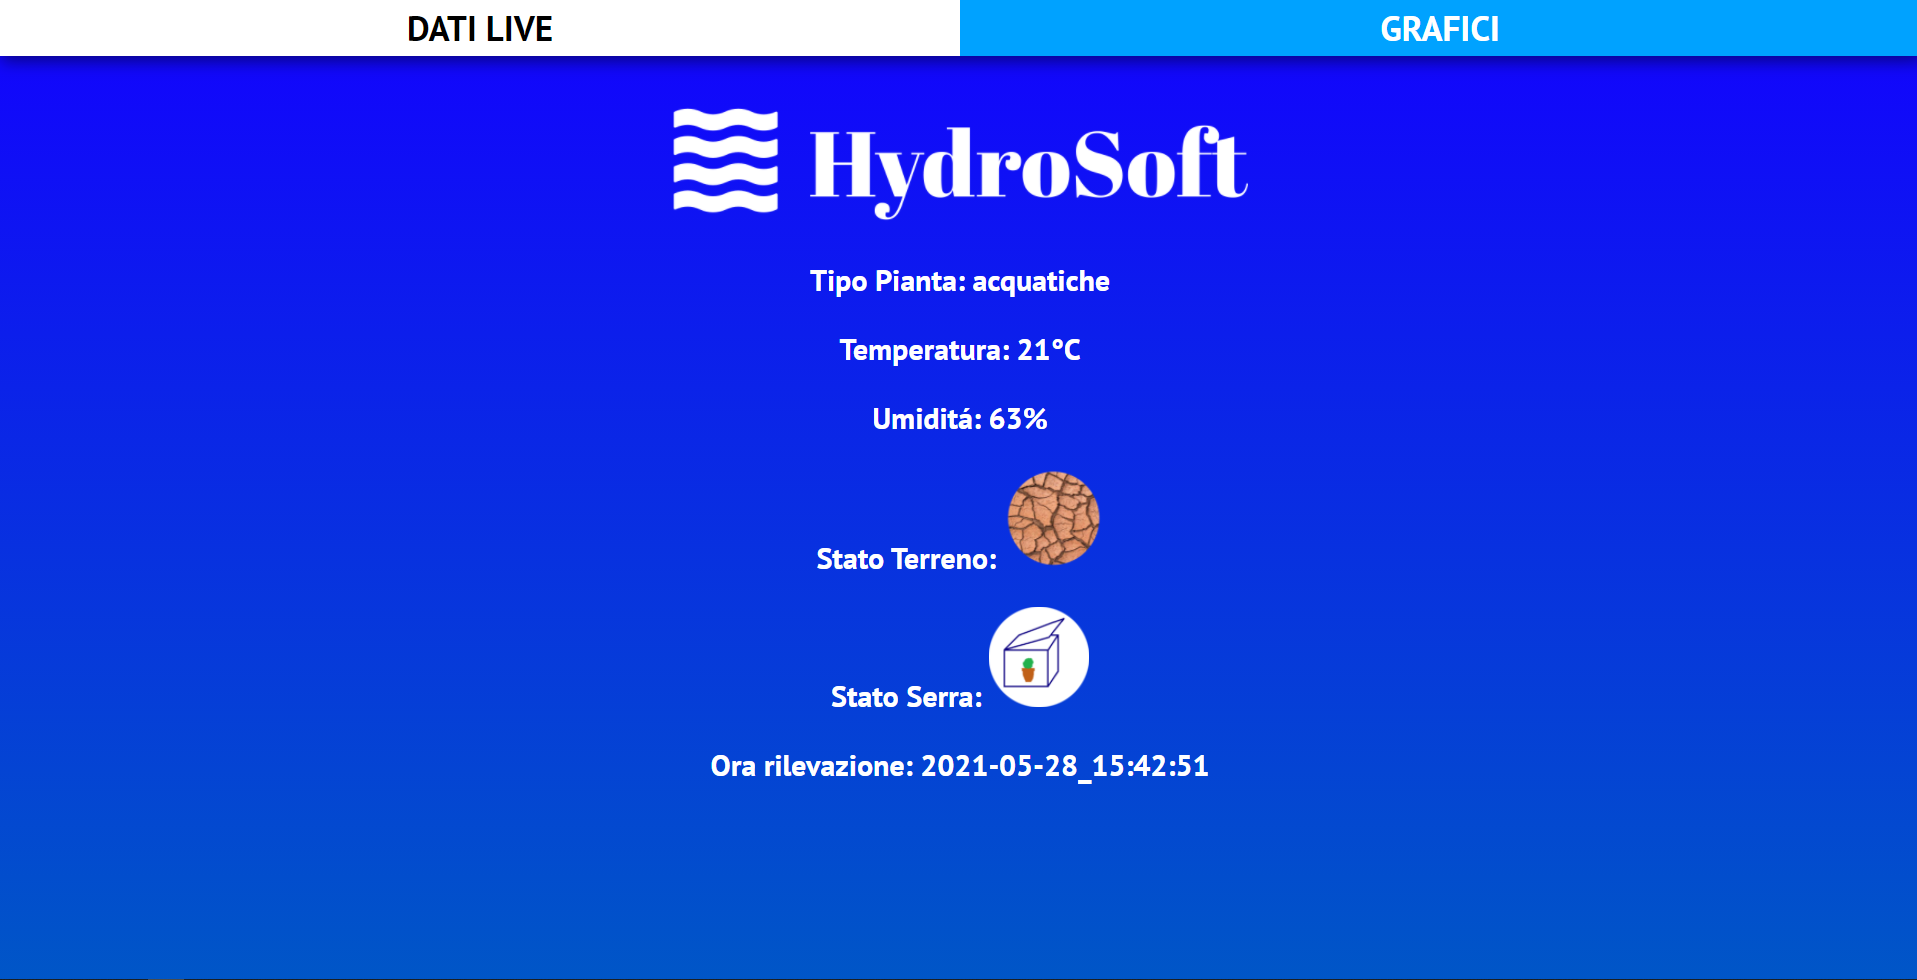 DATI LIVE
GRAFICI
HydroSoft
Tipo Pianta: acquatiche
Temperatura: 21°C
Umiditá: 63%
Stato Terreno:
Stato Serra:
Ora rilevazione: 2021-05-28_15:42:51